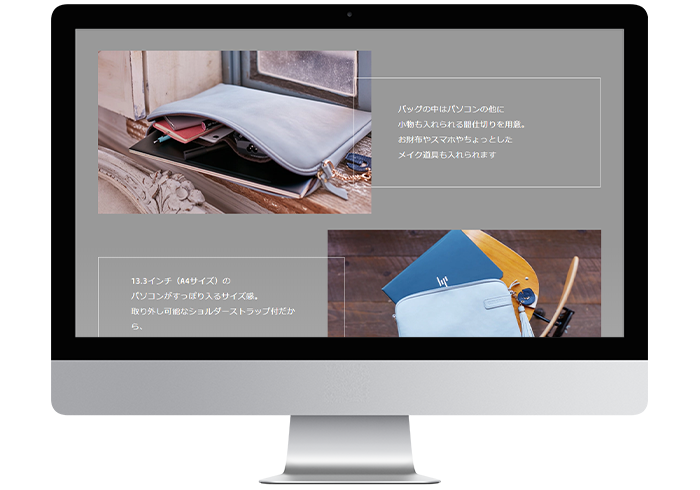 バッグの中はパソコンの他に
小物も入れられる間仕切りを用意。
お財布やスマホやちょっとした
メイク道具も入れられます
13.3インチ（A4サイズ）の
パソコンがすっぽり入るサイズ感。
取り外し可能なショルダーストラップ付だか
ら、
hp